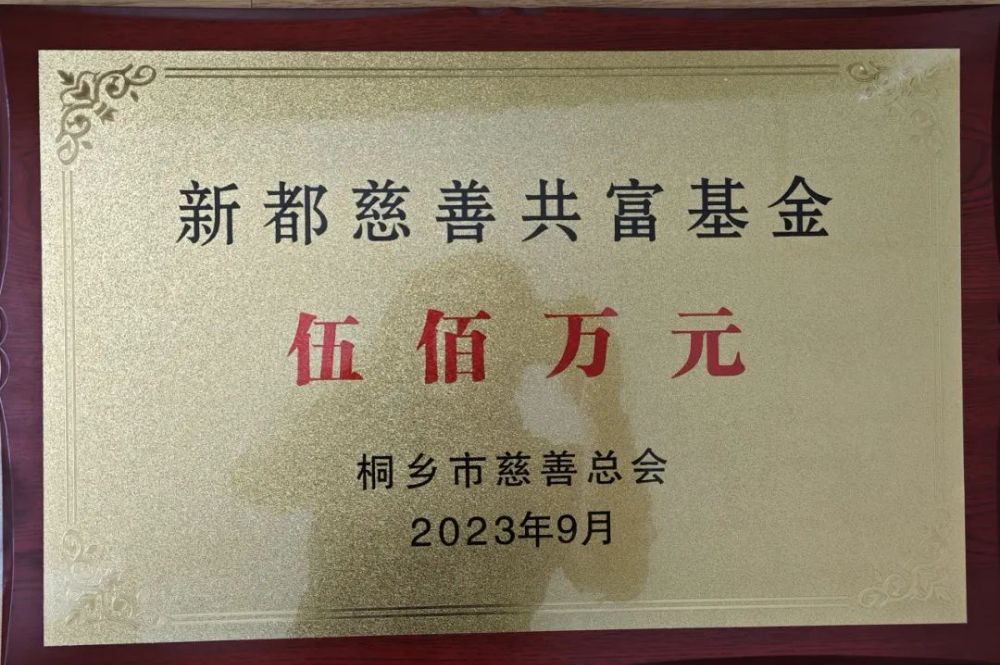 新都慈善共富基金
伍佰万元
桐乡市慈善总会
2023年9月